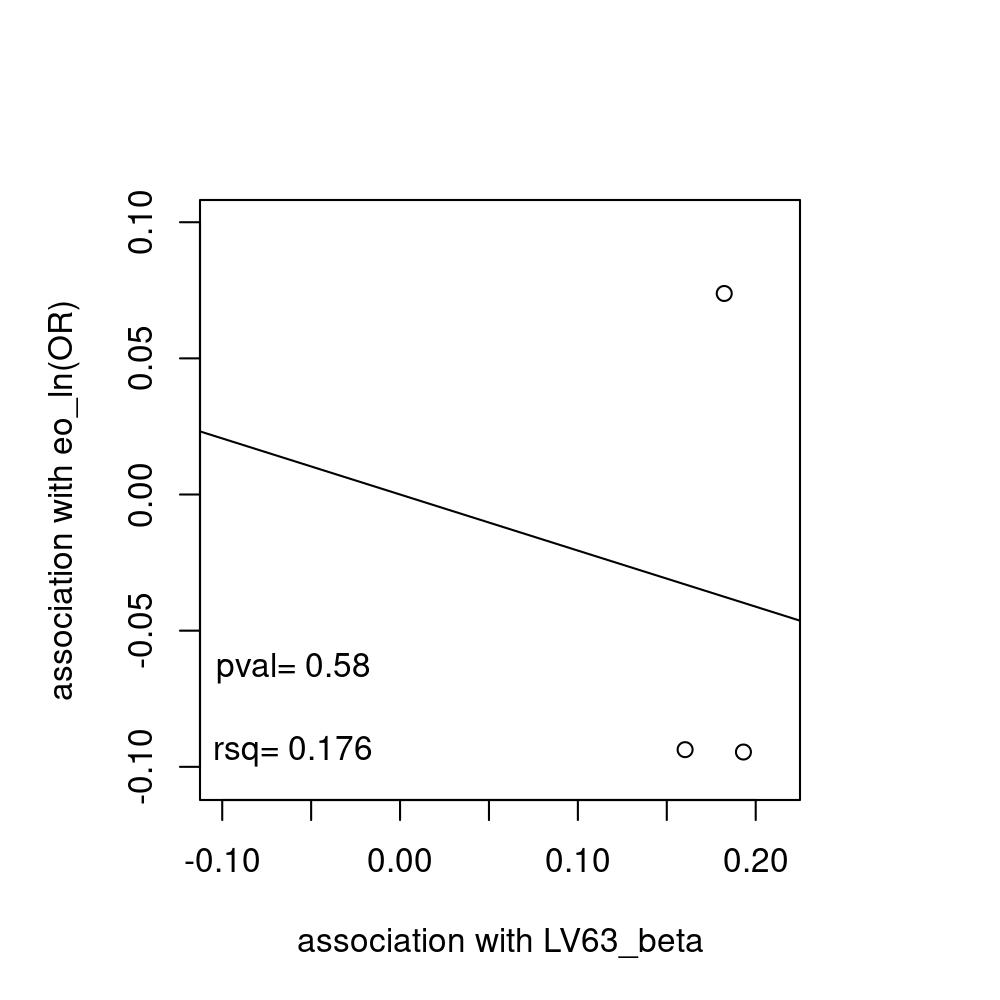 association with eo_ln(OR)
0.10
0.05
0.00
-0.05
-0.10
pval= 0.58
rsq= 0.176
-0.10 0.00 0.10 0.20
association with LV63_beta